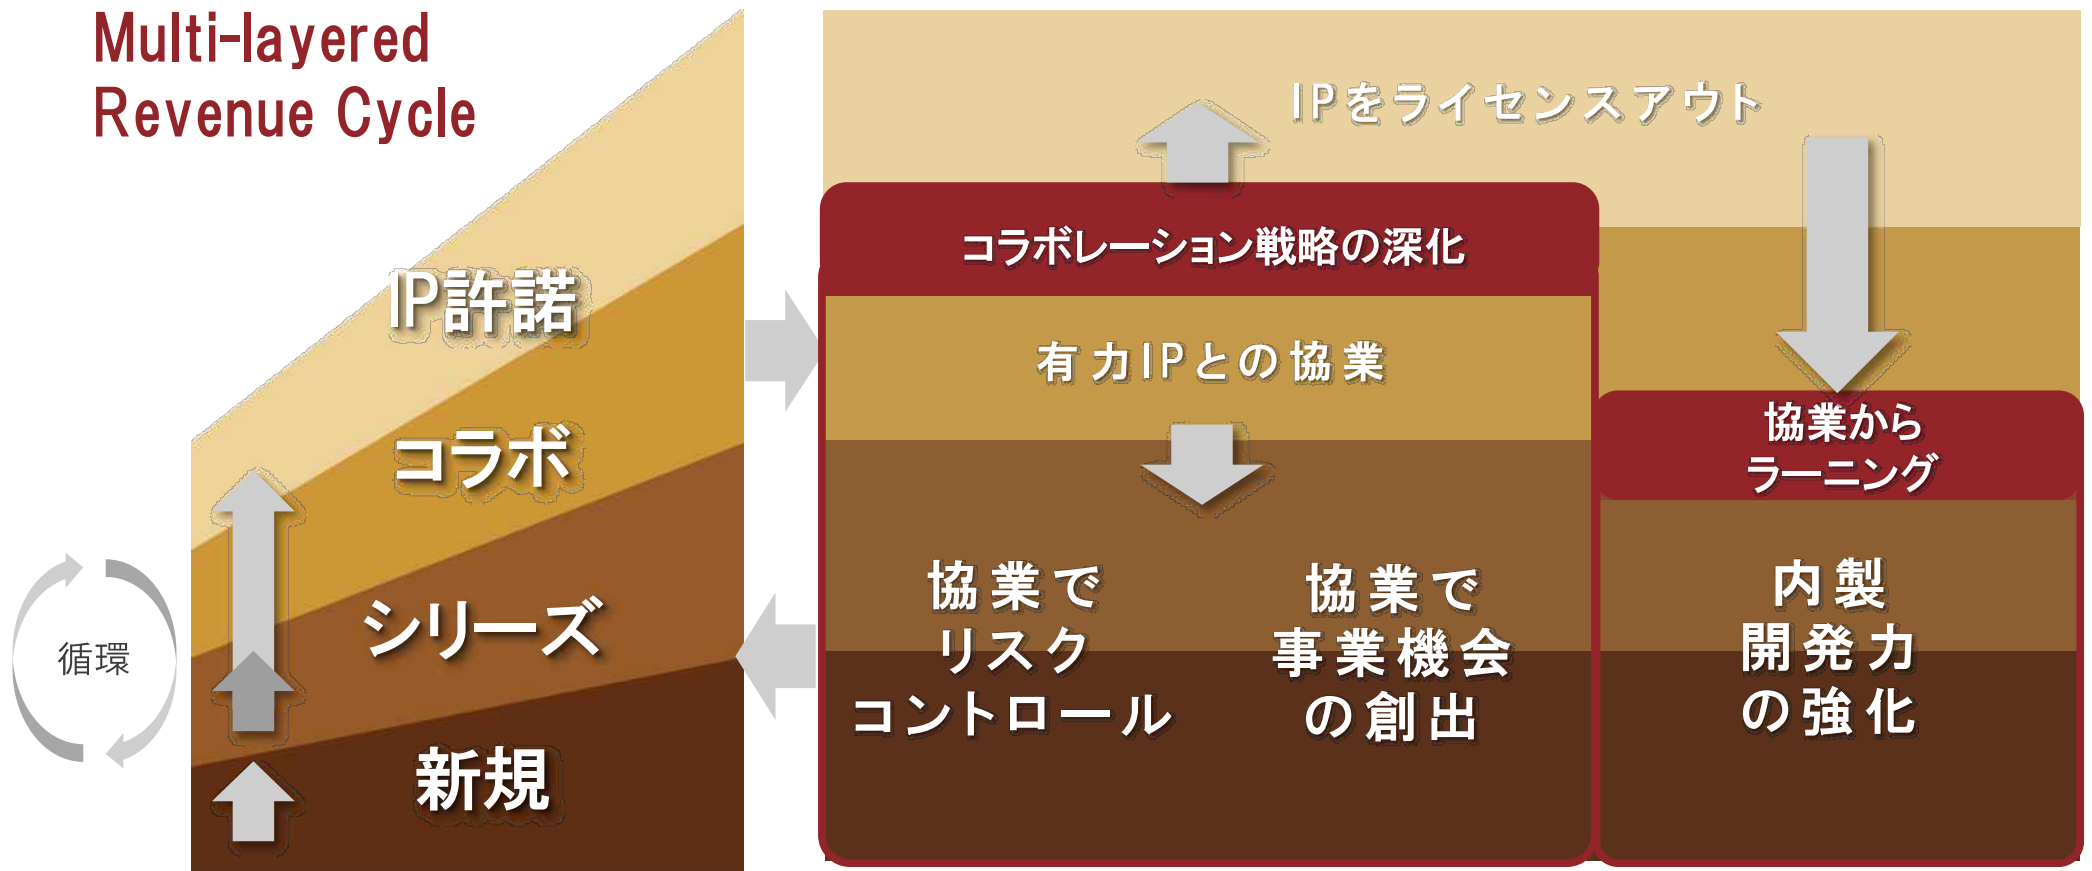 Multi-layered
Revenue Cycle
IP許諾
コラボ
シリーズ
新規
循環
IPをライセンスアウト
コラボレーション戦略の深化
有力IPとの協業
協業で
リスク
コントロール
協業で
事業機会
の創出
協業から
ラーニング
内製
開発力
の強化